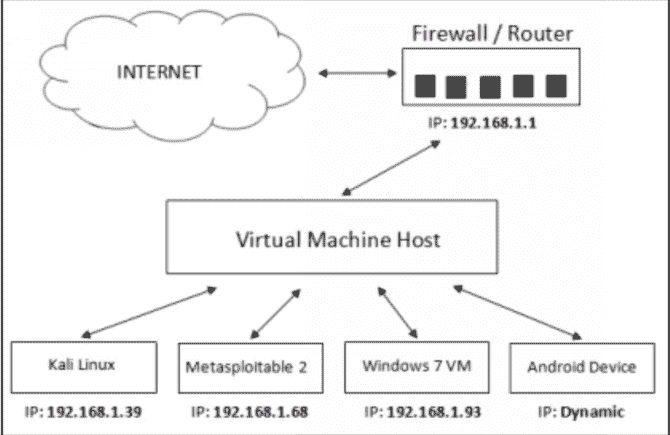 Firewall / Router
INTERNET
IP: 192.168.1.1
Virtual Machine Host
Kali Linux
Metasploitable 2
Windows 7 VM
Android Device
IP: 192.168.1.39
IP: 192.168.1.68
IP: 192.168.1.93
IP: Dynamic